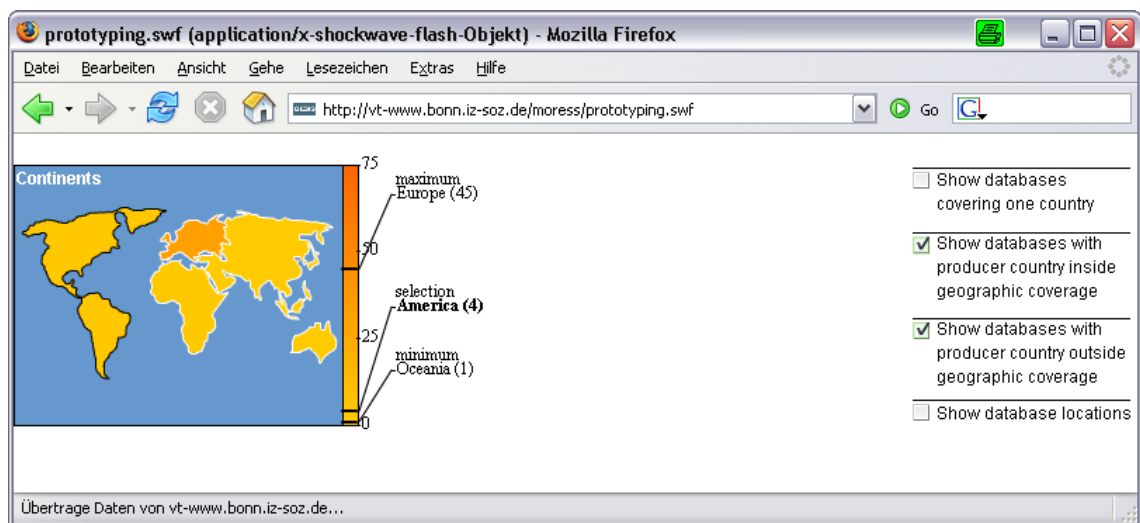 prototyping.swf (application/x-shockwave-flash-Objekt) - Mozilla Firefox
Datei Bearbeiten Ansicht Gehe Lesezeichen Extras Hilfe
http://vt-www.bonn.iz-soz.de/moress/prototyping.swf
Go
G
Continents
75
50
25
0
maximum
Europe (45)
selection
America (4)
minimum
Oceania (1)
Show databases
covering one country
Show databases with
producer country inside
geographic coverage
Show databases with
producer country outside
geographic coverage
Show database locations
Übertrage Daten von vt-www.bonn.iz-soz.de...